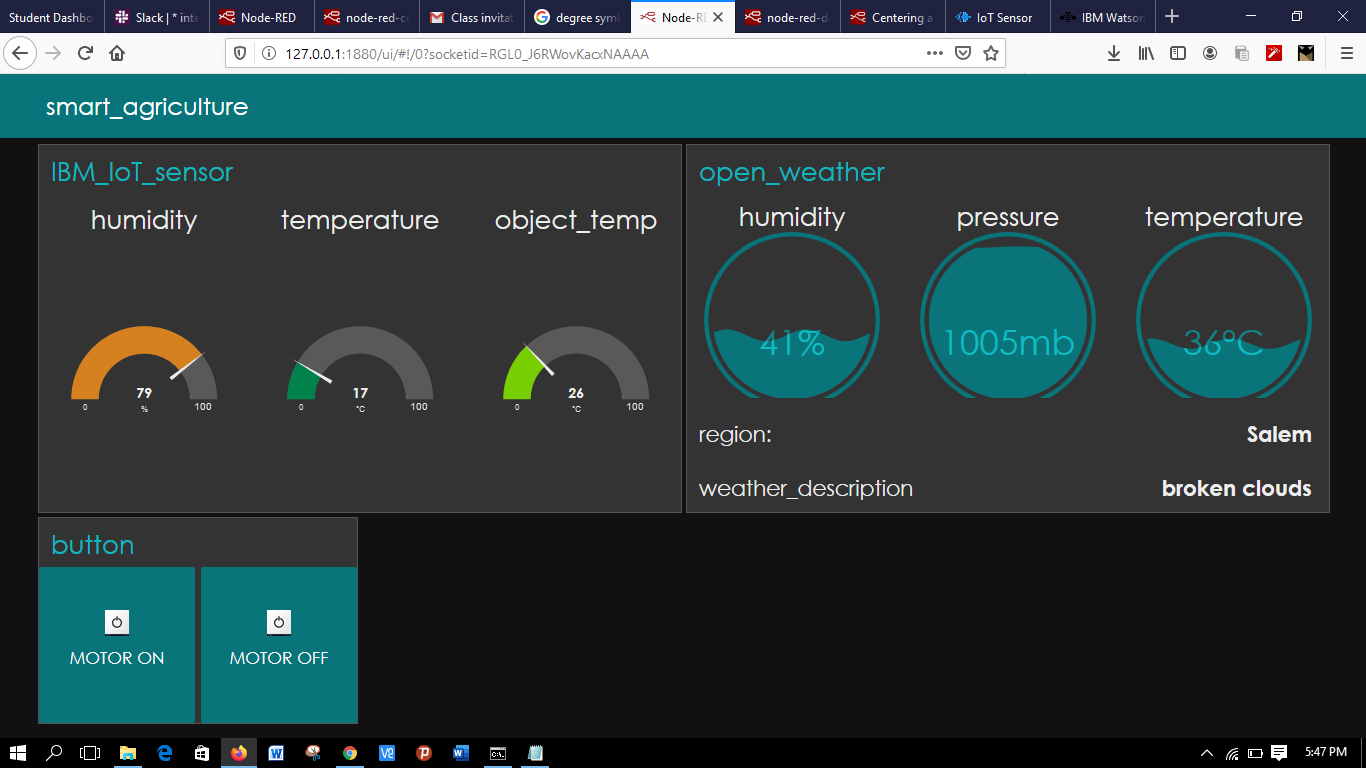 Student Dashbo
Slack | * inte
Node-RED
node-red-co
Class invitat
degree symb
Node-RE
node-red-d
Centering a
IoT Sensor
IBM Watson
127.0.0.1:1880/ui/#!/0?socketid=RGL0_J6RWovKacxNAAAA
smart_agriculture
IBM_IoT_sensor
humidity temperature object_temp
79 17 26
% °C °C
0 100 0 100 0 100
open_weather
humidity pressure temperature
41% 1005mb 36°C
region: Salem
weather_description broken clouds
button
MOTOR ON MOTOR OFF
5:47 PM